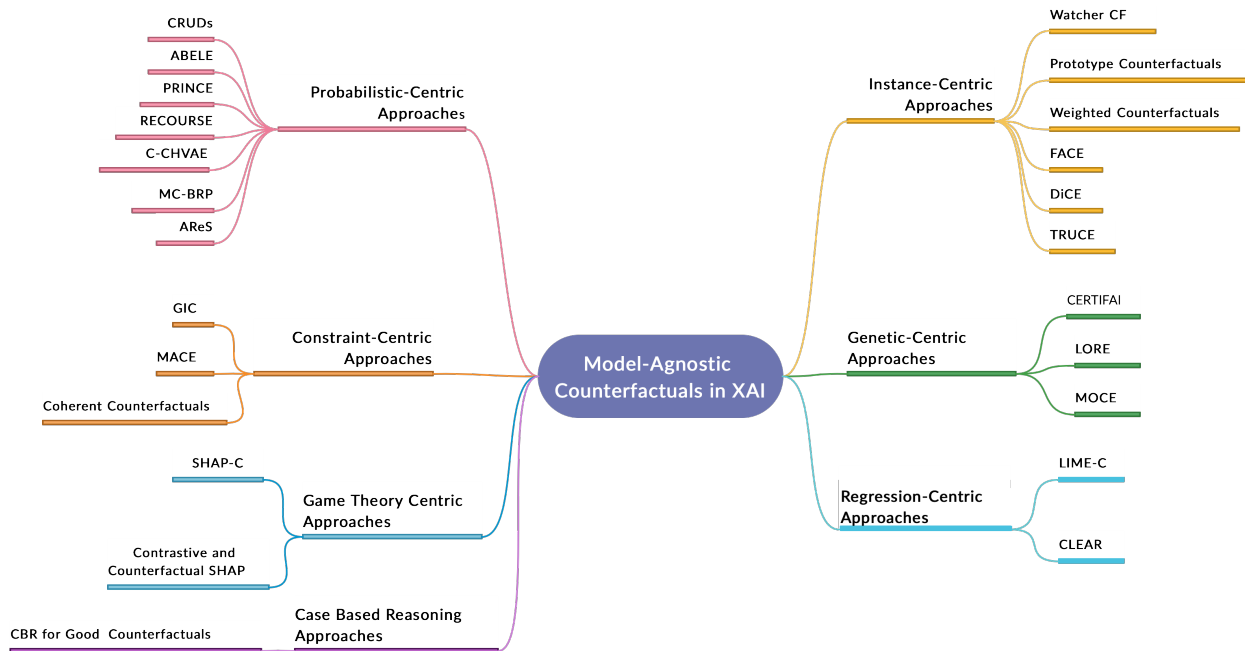 CRUDs
ABELE
PRINCE
RECOURSE
C-CHVAE
MC-BRP
AReS
Probabilistic-Centric
Approaches
GIC
MACE
Coherent Counterfactuals
Constraint-Centric
Approaches
SHAP-C
Contrastive and
Counterfactual SHAP
Game Theory Centric
Approaches
CBR for Good Counterfactuals
Case Based Reasoning
Approaches
Model-Agnostic
Counterfactuals in XAI
Instance-Centric
Approaches
Watcher CF
Prototype Counterfactuals
Weighted Counterfactuals
FACE
DiCE
TRUCE
Genetic-Centric
Approaches
CERTIFAI
LORE
MOCE
Regression-Centric
Approaches
LIME-C
CLEAR